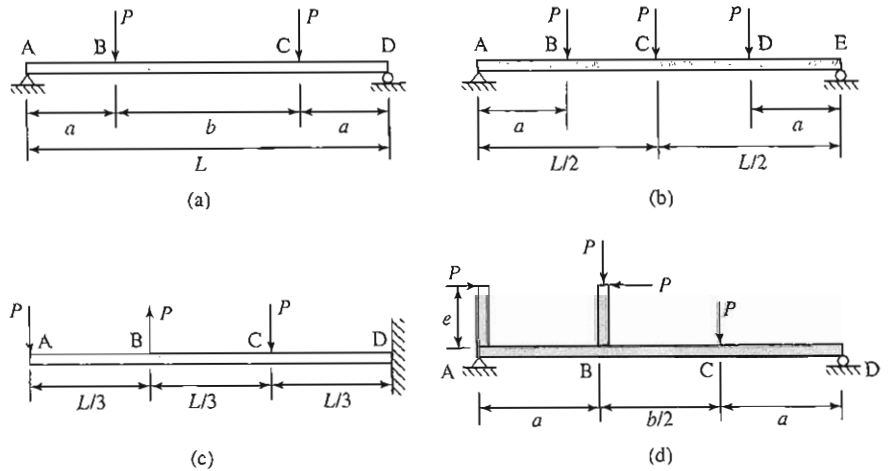 P P
A B C D
a b a
L
(a)
P P P
A B C D E
a a
L/2 L/2
(b)
P P P
A B C D
L/3 L/3 L/3
(c)
P
P P
e P
A B C D
a b/2 a
(d)